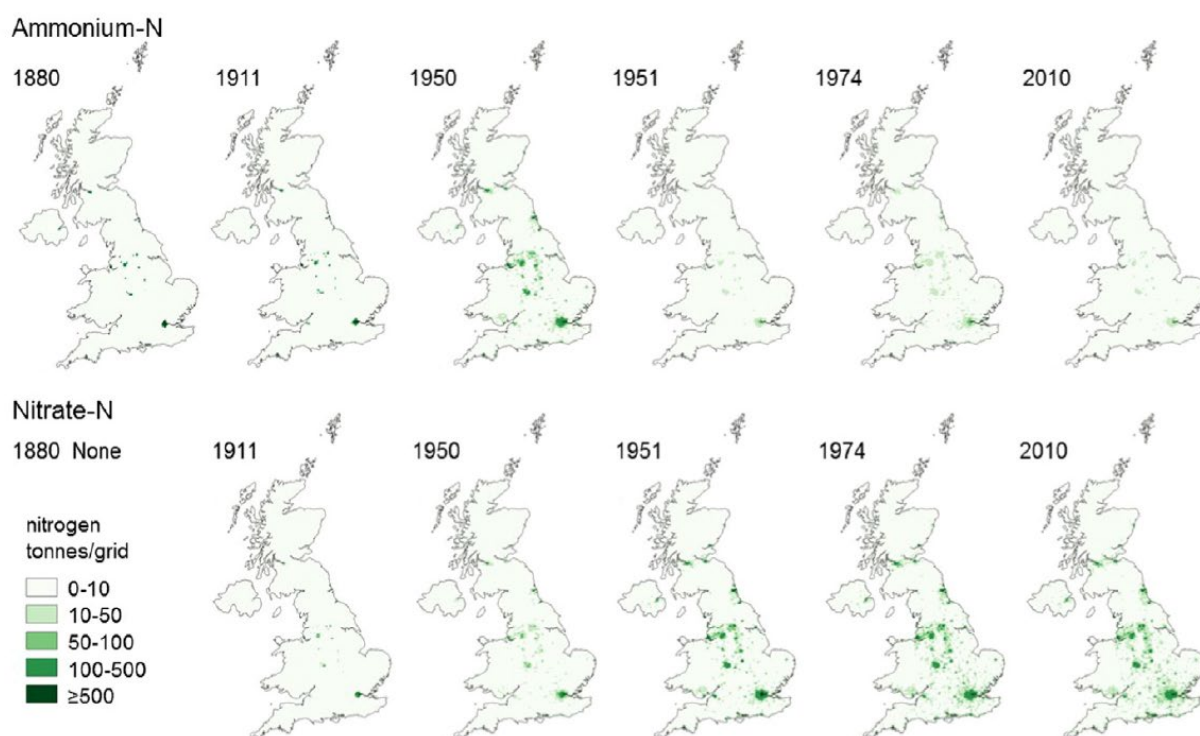 Ammonium-N
1880 1911 1950 1951 1974 2010
Nitrate-N
1880 None 1911 1950 1951 1974 2010
nitrogen
tonnes/grid
0-10
10-50
50-100
100-500
≥500